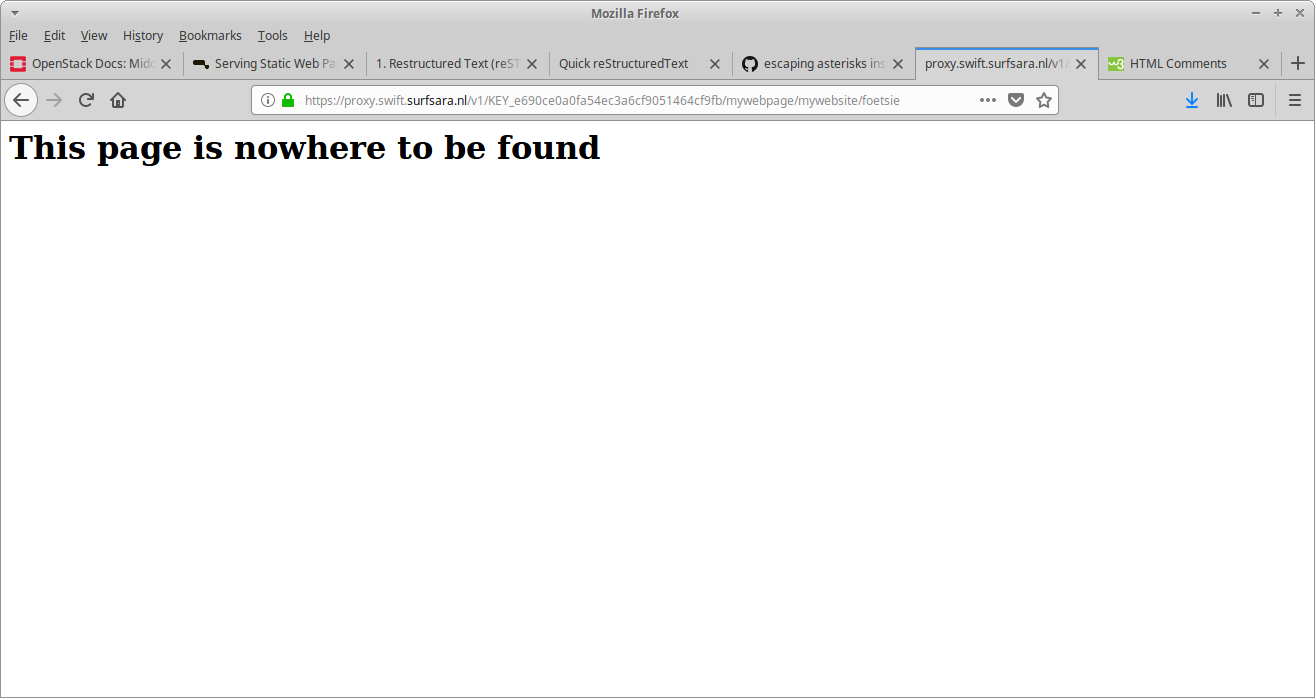 Mozilla Firefox
File Edit View History Bookmarks Tools Help
OpenStack Docs: Mid Serving Static Web Pa 1. Restructured Text (reST Quick reStructuredText escaping asterisks ins proxy.swift.surfsara.nl/v1/ HTML Comments
https://proxy.swift.surfsara.nl/v1/KEY_e690ce0a0fa54ec3a6cf9051464cf9fb/mywebpage/mywebsite/foetsie
This page is nowhere to be found